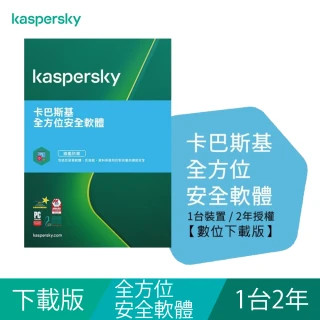 kaspersky
kaspersky
卡巴斯基
全方位安全軟體
kaspersky.com
卡巴斯基
全方位
安全軟體
1台裝置 / 2年授權
【數位下載版】
下載版
全方位
安全軟體
1台2年